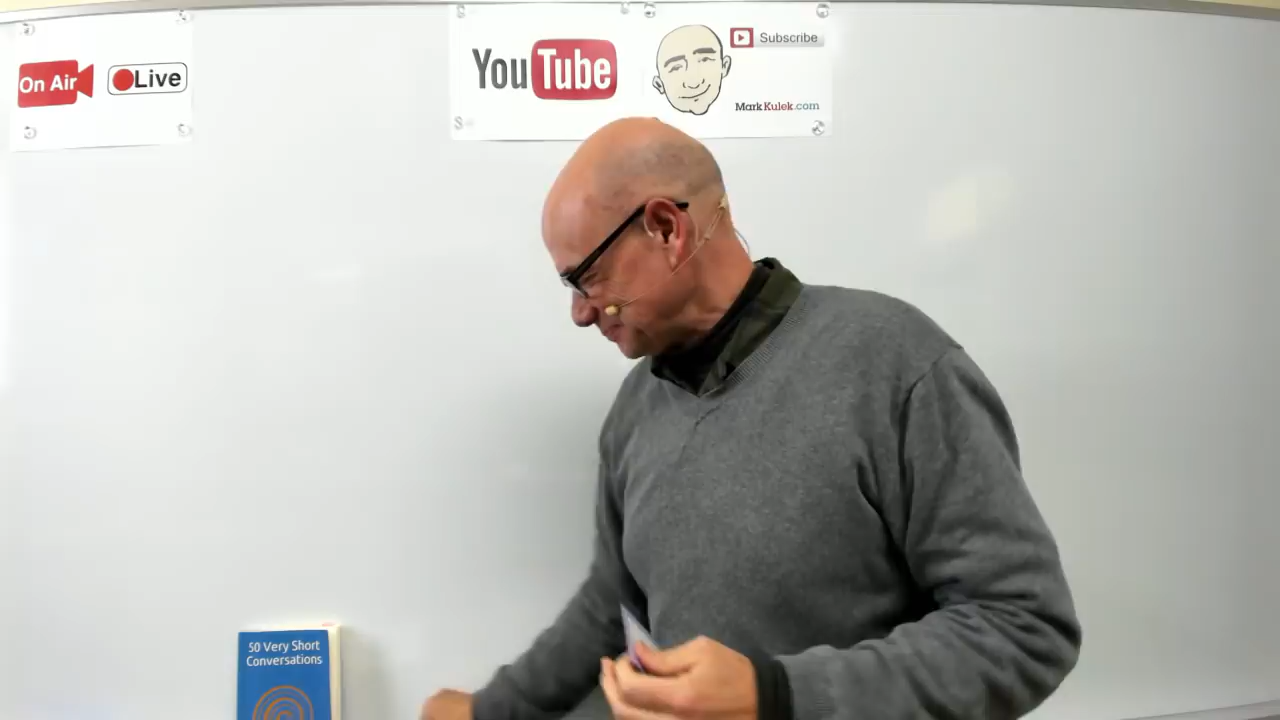 On Air
Live
YouTube
Subscribe
MarkKulek.com
50 Very Short
Conversations